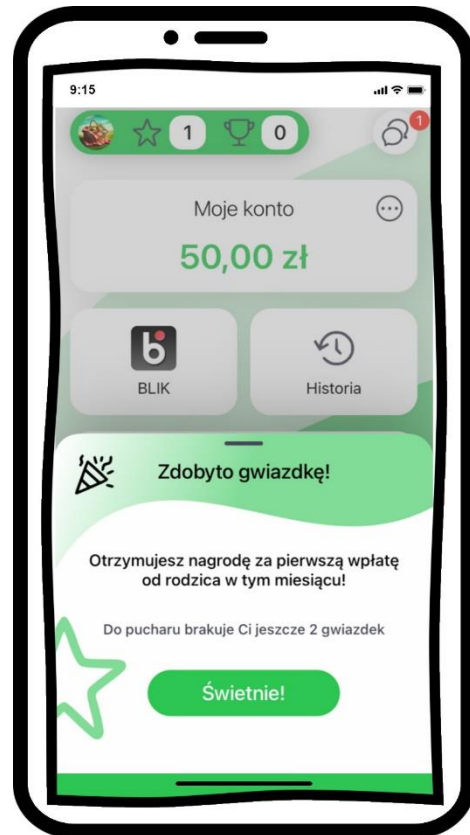 9:15
1 0 1
Moje konto
50,00 zł
BLIK Historia
Zdobyto gwiazdkę!
Otrzymujesz nagrodę za pierwszą wpłatę
od rodzica w tym miesiącu!
Do pucharu brakuje Ci jeszcze 2 gwiazdek
Świetnie!